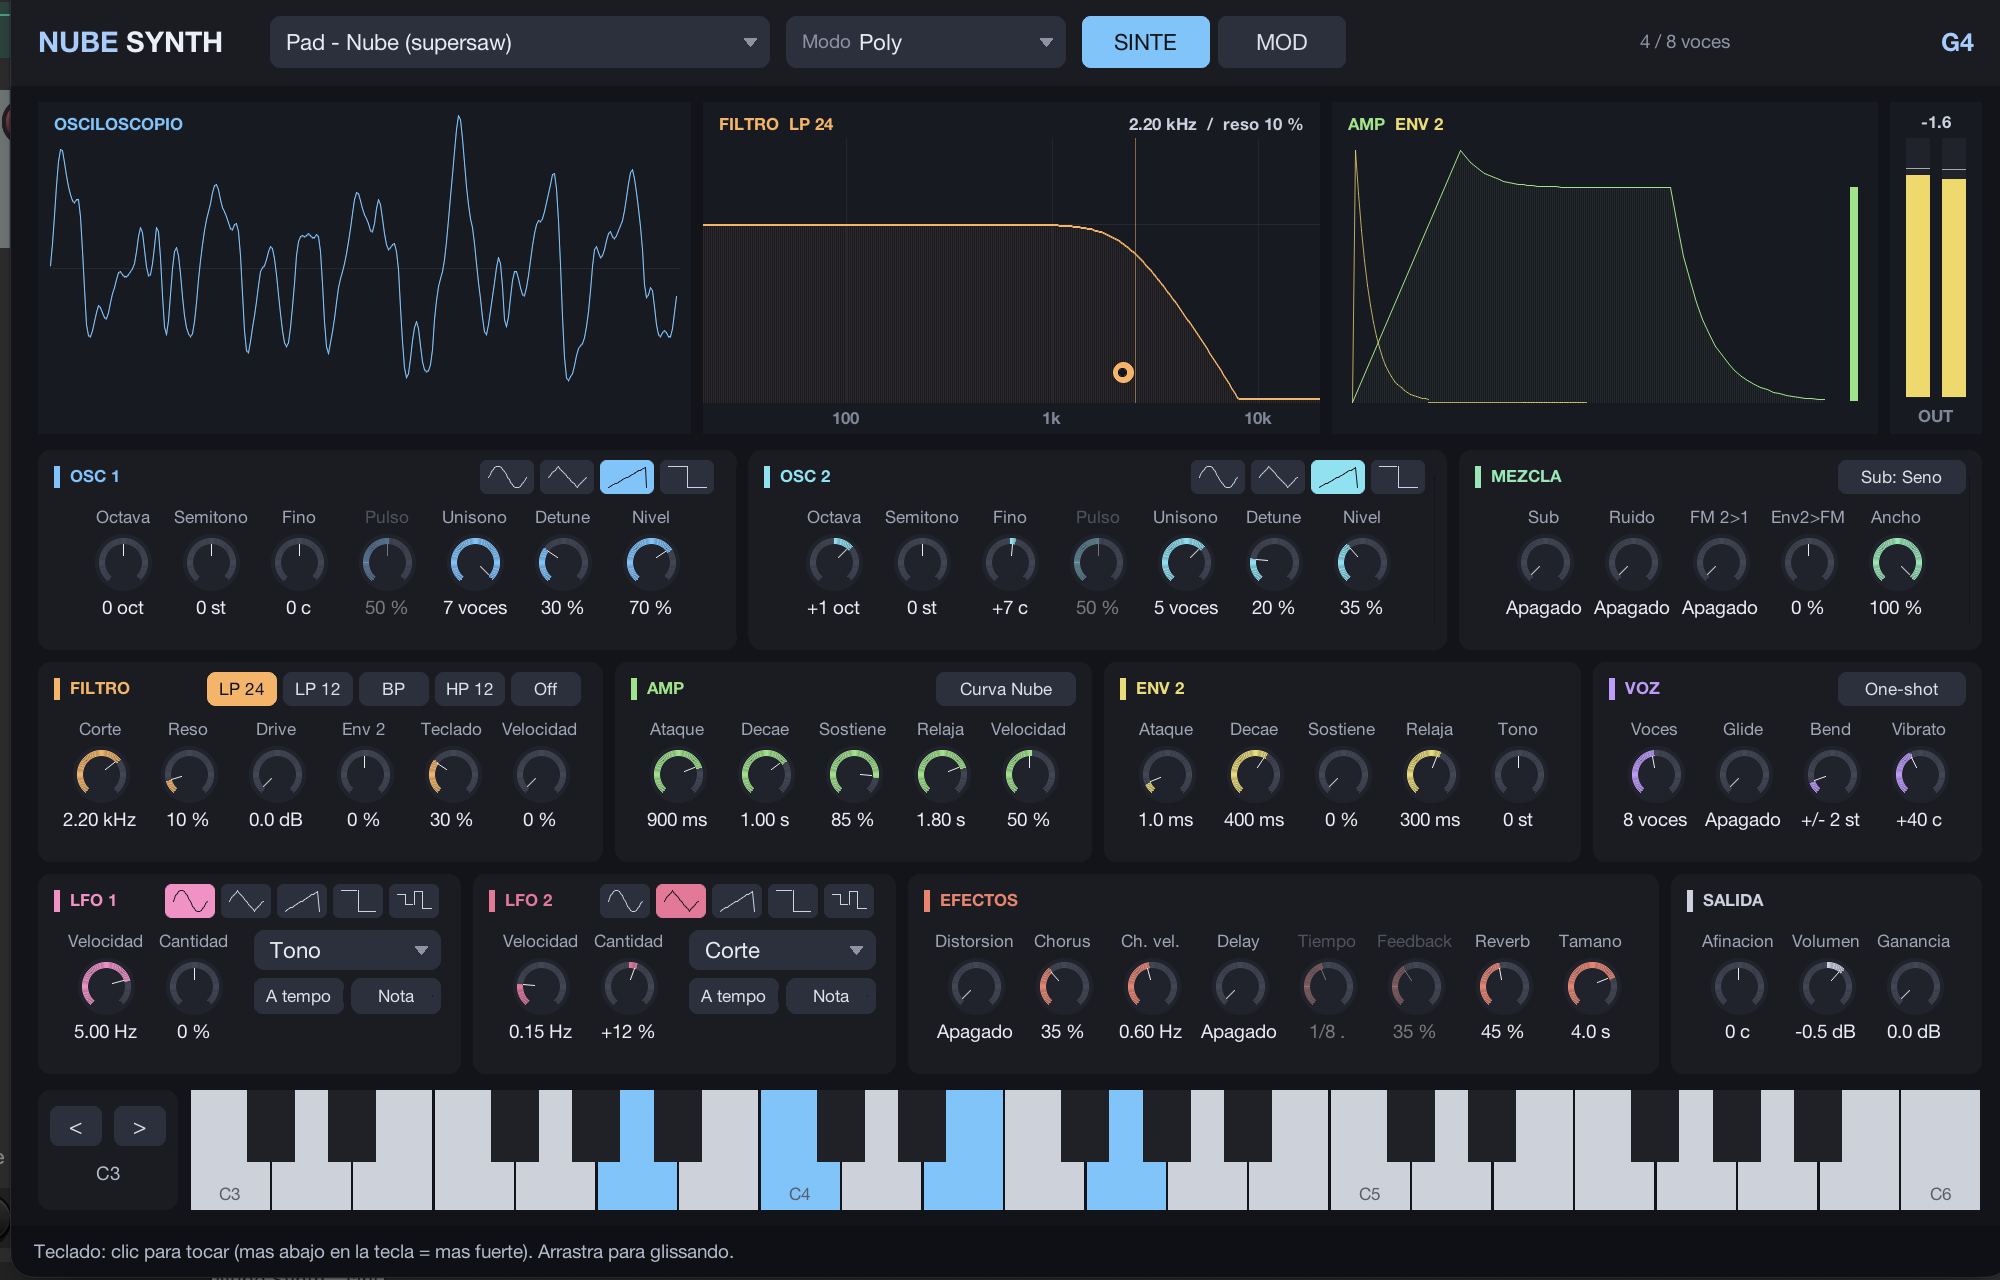 NUBE SYNTH
Pad - Nube (supersaw)
Modo Poly
SINTE
MOD
4 / 8 voces
G4
OSCILOSCOPIO
FILTRO LP 24
2.20 kHz / reso 10 %
100
1k
10k
AMP ENV 2
-1.6
OUT
OSC 1
Octava Semitono Fino Pulso Unisono Detune Nivel
0 oct 0 st 0 c 50 % 7 voces 30 % 70 %
OSC 2
Octava Semitono Fino Pulso Unisono Detune Nivel
+1 oct 0 st +7 c 50 % 5 voces 20 % 35 %
MEZCLA
Sub: Seno
Sub Ruido FM 2>1 Env2>FM Ancho
Apagado Apagado Apagado 0 % 100 %
FILTRO
LP 24
LP 12
BP
HP 12
Off
Corte Reso Drive Env 2 Teclado Velocidad
2.20 kHz 10 % 0.0 dB 0 % 30 % 0 %
AMP
Curva Nube
Ataque Decae Sostiene Relaja Velocidad
900 ms 1.00 s 85 % 1.80 s 50 %
ENV 2
Ataque Decae Sostiene Relaja Tono
1.0 ms 400 ms 0 % 300 ms 0 st
VOZ
One-shot
Voces Glide Bend Vibrato
8 voces Apagado +/- 2 st +40 c
LFO 1
Velocidad Cantidad
Tono
A tempo
Nota
5.00 Hz 0 %
LFO 2
Velocidad Cantidad
Corte
A tempo
Nota
0.15 Hz +12 %
EFECTOS
Distorsion Chorus Ch. vel. Delay Tiempo Feedback Reverb Tamano
Apagado 35 % 0.60 Hz Apagado 1/8 . 35 % 45 % 4.0 s
SALIDA
Afinacion Volumen Ganancia
0 c -0.5 dB 0.0 dB
<
>
C3
C3
C4
C5
C6
Teclado: clic para tocar (mas abajo en la tecla = mas fuerte). Arrastra para glissando.